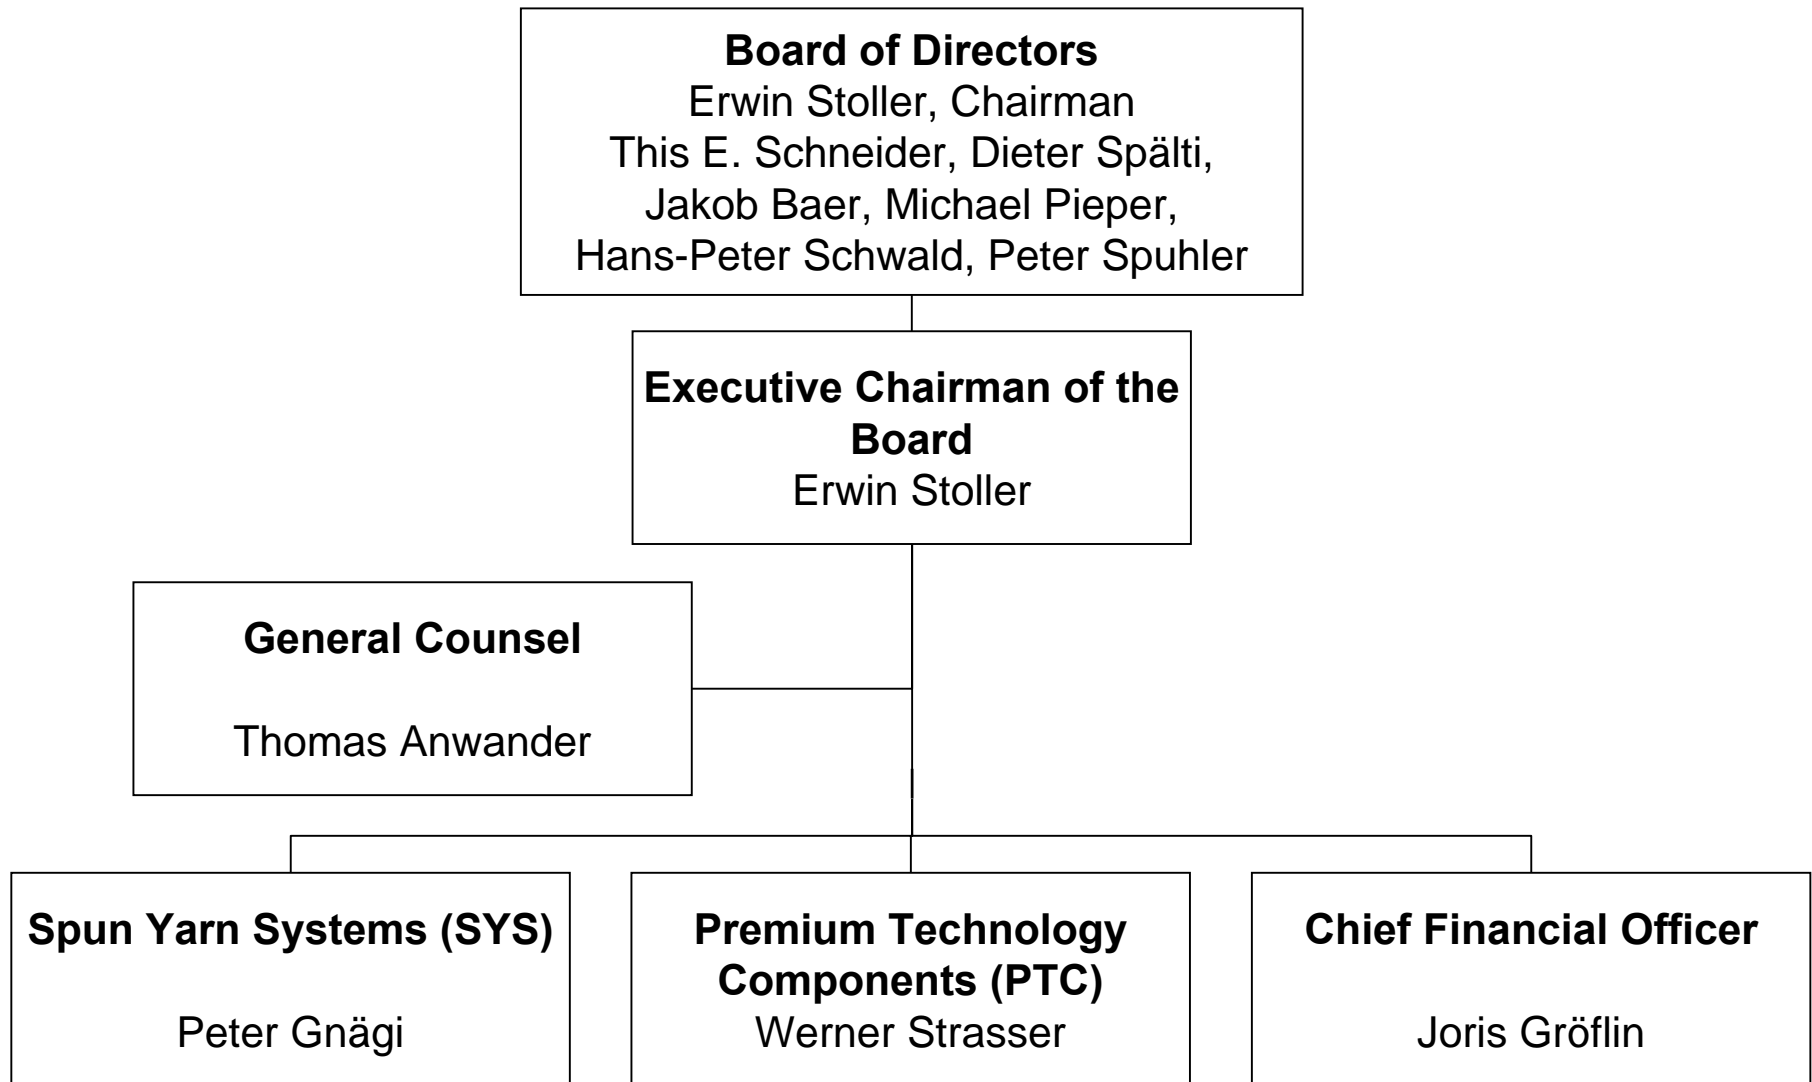 Board of Directors
Erwin Stoller, Chairman
This E. Schneider, Dieter Spälti,
Jakob Baer, Michael Pieper,
Hans-Peter Schwald, Peter Spuhler
Executive Chairman of the
Board
Erwin Stoller
General Counsel
Thomas Anwander
Spun Yarn Systems (SYS)
Peter Gnägi
Premium Technology
Components (PTC)
Werner Strasser
Chief Financial Officer
Joris Gröflin